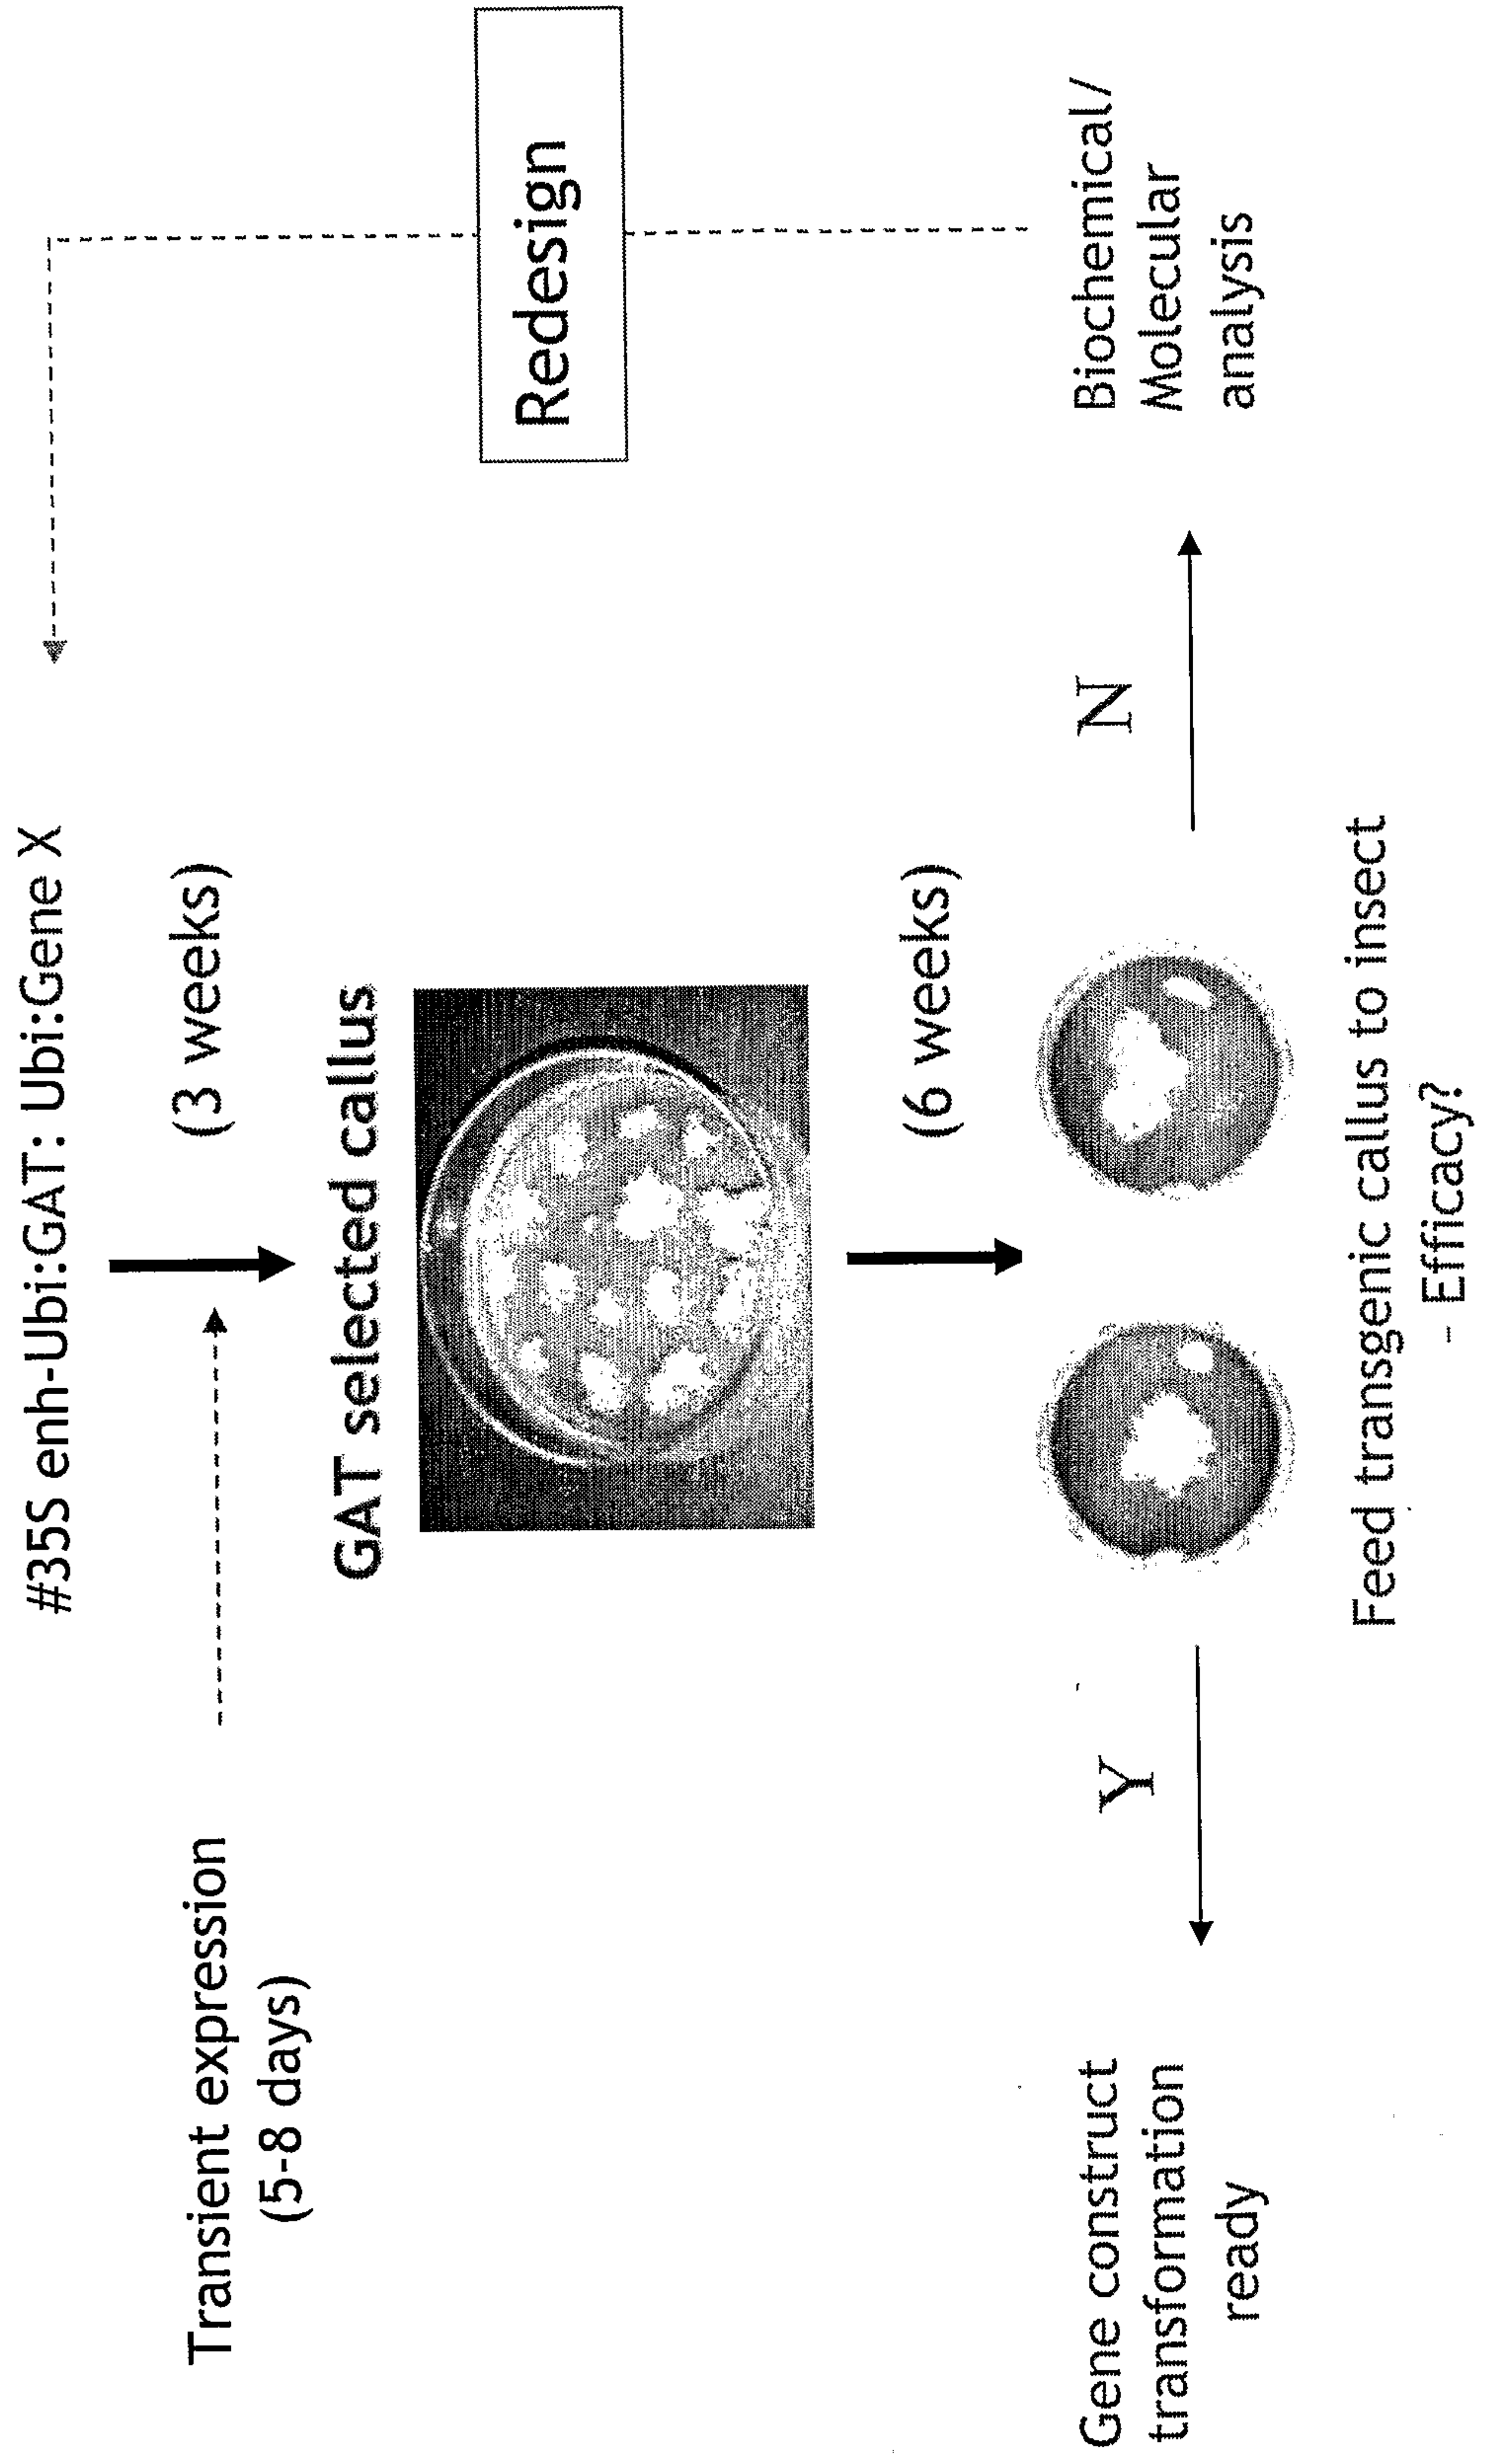 #35S enh-Ubi:GAT: Ubi:Gene X
Transient expression
(5-8 days)
(3 weeks)
GAT selected callus
Redesign
(6 weeks)
Y
N
Gene construct
transformation
ready
Feed transgenic callus to insect
- Efficacy?
Biochemical/
Molecular
analysis